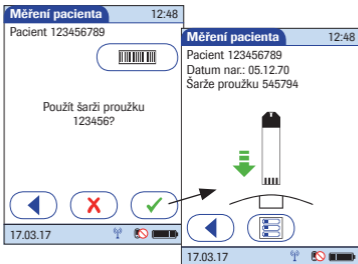 Měření pacienta 12:48
Pacient 123456789
Použít šarži proužku
123456?
17.03.17
Měření pacienta 12:48
Pacient 123456789
Datum nar.: 05.12.70
Šarže proužku 545794
17.03.17